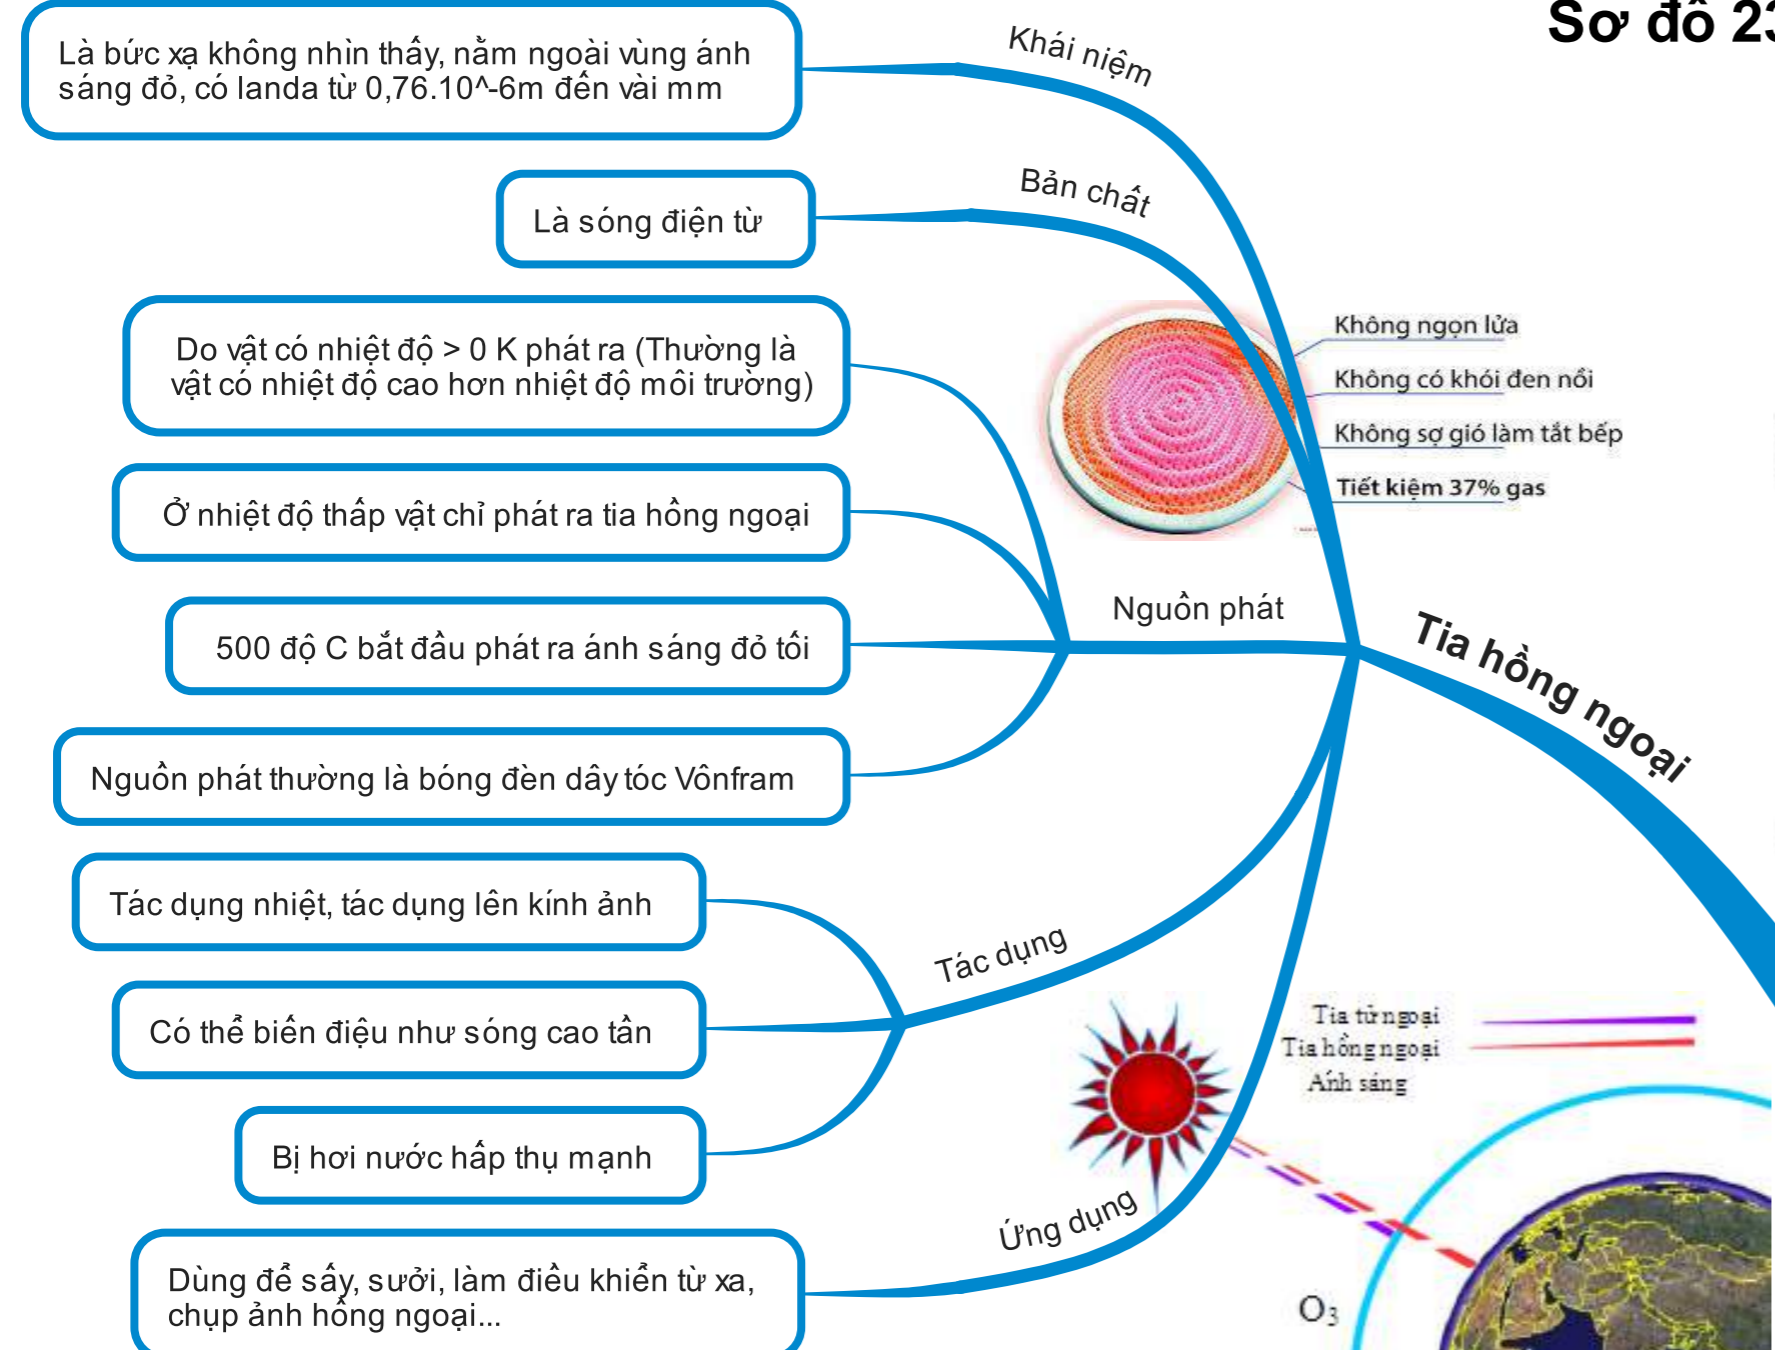 Sơ đồ 23
Khái niệm
Là bức xạ không nhìn thấy, nằm ngoài vùng ánh
sáng đỏ, có landa từ 0,76.10^-6m đến vài mm
Bản chất
Là sóng điện từ
Không ngọn lửa
Không có khói đen nồi
Không sợ gió làm tắt bếp
Tiết kiệm 37% gas
Do vật có nhiệt độ > 0 K phát ra (Thường là
vật có nhiệt độ cao hơn nhiệt độ môi trường)
Ở nhiệt độ thấp vật chỉ phát ra tia hồng ngoại
Nguồn phát
500 độ C bắt đầu phát ra ánh sáng đỏ tối
Nguồn phát thường là bóng đèn dây tóc Vônfram
Tia hồng ngoại
Tác dụng nhiệt, tác dụng lên kính ảnh
Tác dụng
Có thể biến điệu như sóng cao tần
Bị hơi nước hấp thụ mạnh
Tia tử ngoại
Tia hồng ngoại
Ánh sáng
Ứng dụng
Dùng để sấy, sưởi, làm điều khiển từ xa,
chụp ảnh hồng ngoại...
O3